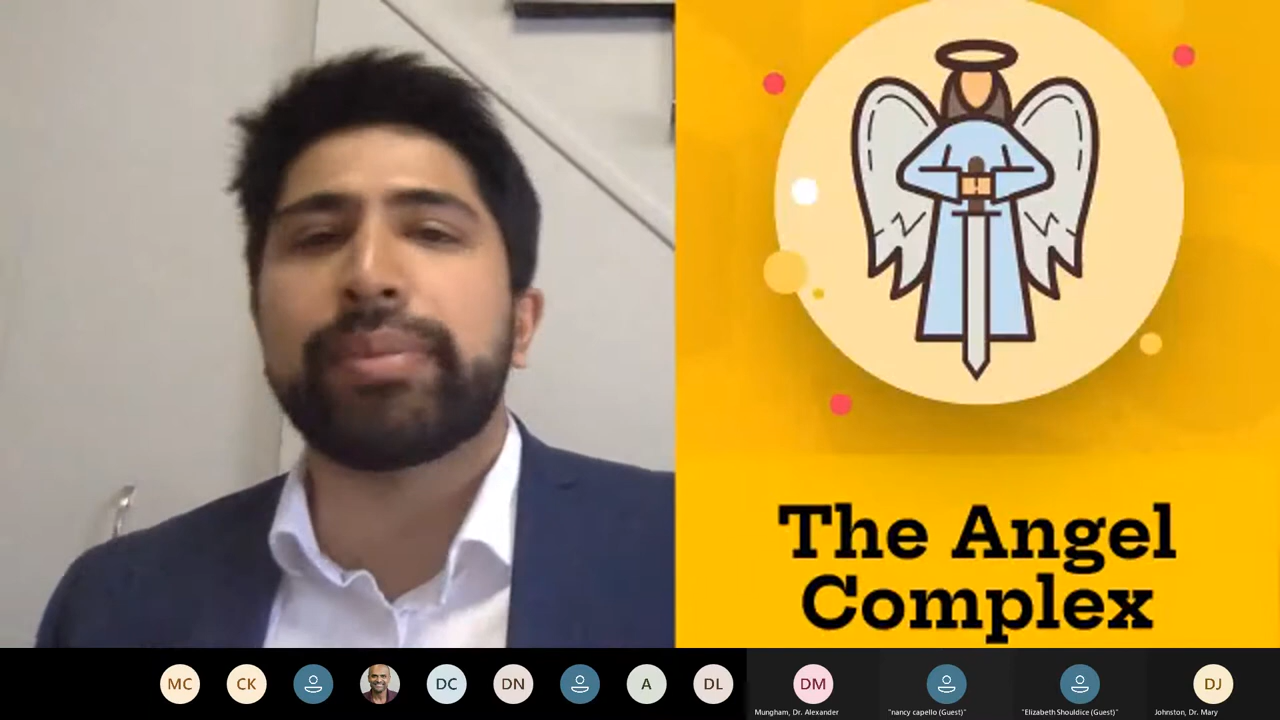 The Angel
Complex
MC
CK
DC
DN
A
DL
DM
DJ
Mungham, Dr. Alexander
"nancy capello (Guest)"
"Elizabeth Shouldice (Guest)"
Johnston, Dr. Mary